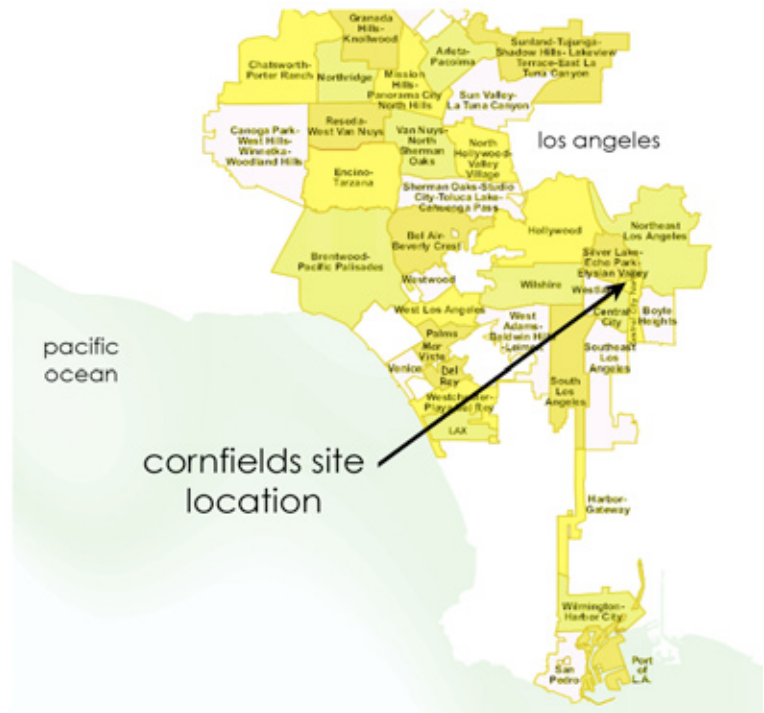 Granada
Hills-
Knollwood
Chatsworth-
Porter Ranch
Northridge
Mission
Hills-
Panorama City
North Hills
Arleta-
Pacoima
Sunland-Tujunga-
Shadow Hills- Lakeview
Terrace-East La
Tuna Canyon
Sun Valley-
La Tuna Canyon
Canoga Park-
West Hills-
Winnetka-
Woodland Hills
Reseda-
West Van Nuys
Van Nuys-
North
Sherman
Oaks
North
Hollywood-
Valley
Village
los angeles
Encino-
Tarzana
Sherman Oaks-Studio
City-Toluca Lake-
Cahuenga Pass
Hollywood
Northeast
Los Angeles
Bel Air-
Beverly Crest
Brentwood-
Pacific Palisades
Silver Lake-
Echo Park-
Elysian Valley
Westwood
Wilshire
West Los Angeles
West
Adams-
Baldwin Hills
Central
City
Boyle
Heights
pacific
ocean
Palms
Mar
Vista
Venice
Del
Rey
Southeast
Los
Angeles
South
Los
Angeles
Westchester-
Playa del Rey
LAX
cornfields site
location
Harbor-
Gateway
Wilmington-
Harbor City
San
Pedro
Port
of
L.A.